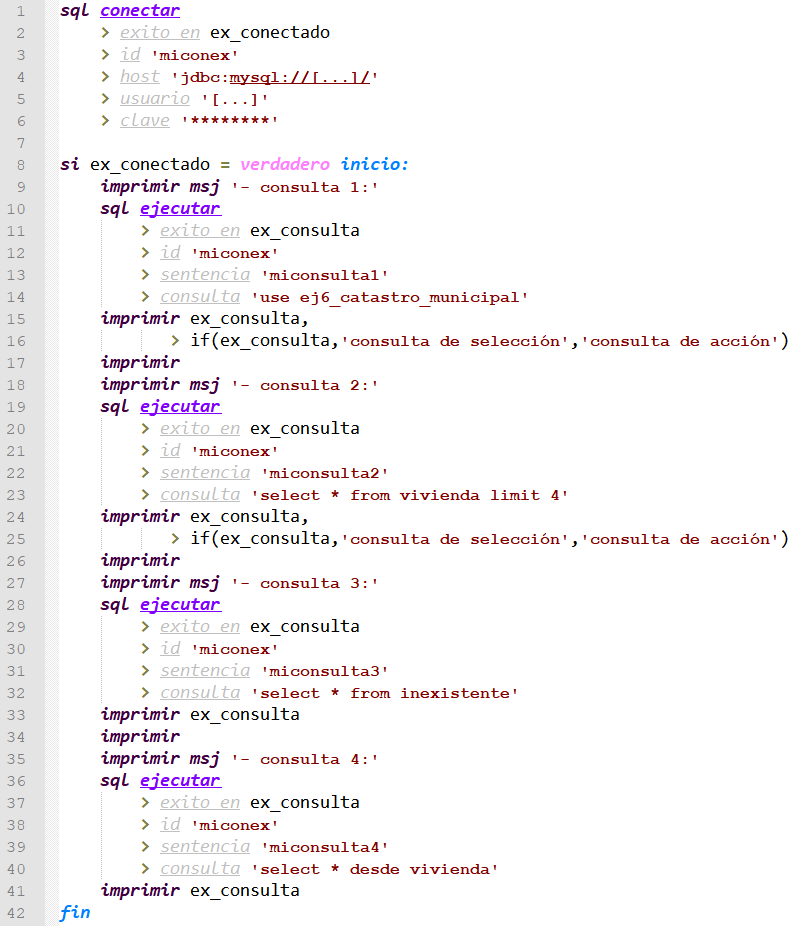 1 sql conectar
2 > exito en ex_conectado
3 > id 'miconex'
4 > host 'jdbc:mysql://[...]/'
5 > usuario '[...]'
6 > clave '********'
7
8 si ex_conectado = verdadero inicio:
9 imprimir msj '- consulta 1:'
10 sql ejecutar
11 > exito en ex_consulta
12 > id 'miconex'
13 > sentencia 'miconsulta1'
14 > consulta 'use ej6_catastro_municipal'
15 imprimir ex_consulta,
16 > if(ex_consulta,'consulta de selección','consulta de acción')
17 imprimir
18 imprimir msj '- consulta 2:'
19 sql ejecutar
20 > exito en ex_consulta
21 > id 'miconex'
22 > sentencia 'miconsulta2'
23 > consulta 'select * from vivienda limit 4'
24 imprimir ex_consulta,
25 > if(ex_consulta,'consulta de selección','consulta de acción')
26 imprimir
27 imprimir msj '- consulta 3:'
28 sql ejecutar
29 > exito en ex_consulta
30 > id 'miconex'
31 > sentencia 'miconsulta3'
32 > consulta 'select * from inexistente'
33 imprimir ex_consulta
34 imprimir
35 imprimir msj '- consulta 4:'
36 sql ejecutar
37 > exito en ex_consulta
38 > id 'miconex'
39 > sentencia 'miconsulta4'
40 > consulta 'select * desde vivienda'
41 imprimir ex_consulta
42 fin